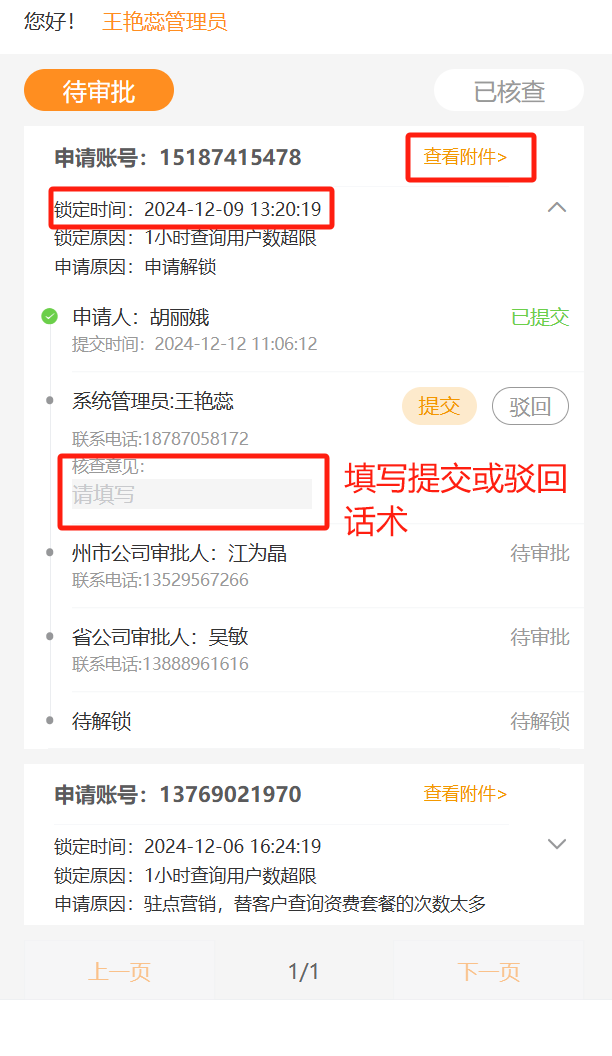 您好！ 王艳蕊管理员
待审批 已核查
申请账号：15187415478 查看附件>
锁定时间：2024-12-09 13:20:19
锁定原因：1小时查询用户数超限
申请原因：申请解锁
申请人：胡丽娥 已提交
提交时间：2024-12-12 11:06:12
系统管理员:王艳蕊 提交 驳回
联系电话:18787058172
核查意见:
请填写
填写提交或驳回
话术
州市公司审批人：江为晶 待审批
联系电话:13529567266
省公司审批人：吴敏 待审批
联系电话:13888961616
待解锁 待解锁
申请账号：13769021970 查看附件>
锁定时间：2024-12-06 16:24:19
锁定原因：1小时查询用户数超限
申请原因：驻点营销，替客户查询资费套餐的次数太多
上一页 1/1 下一页